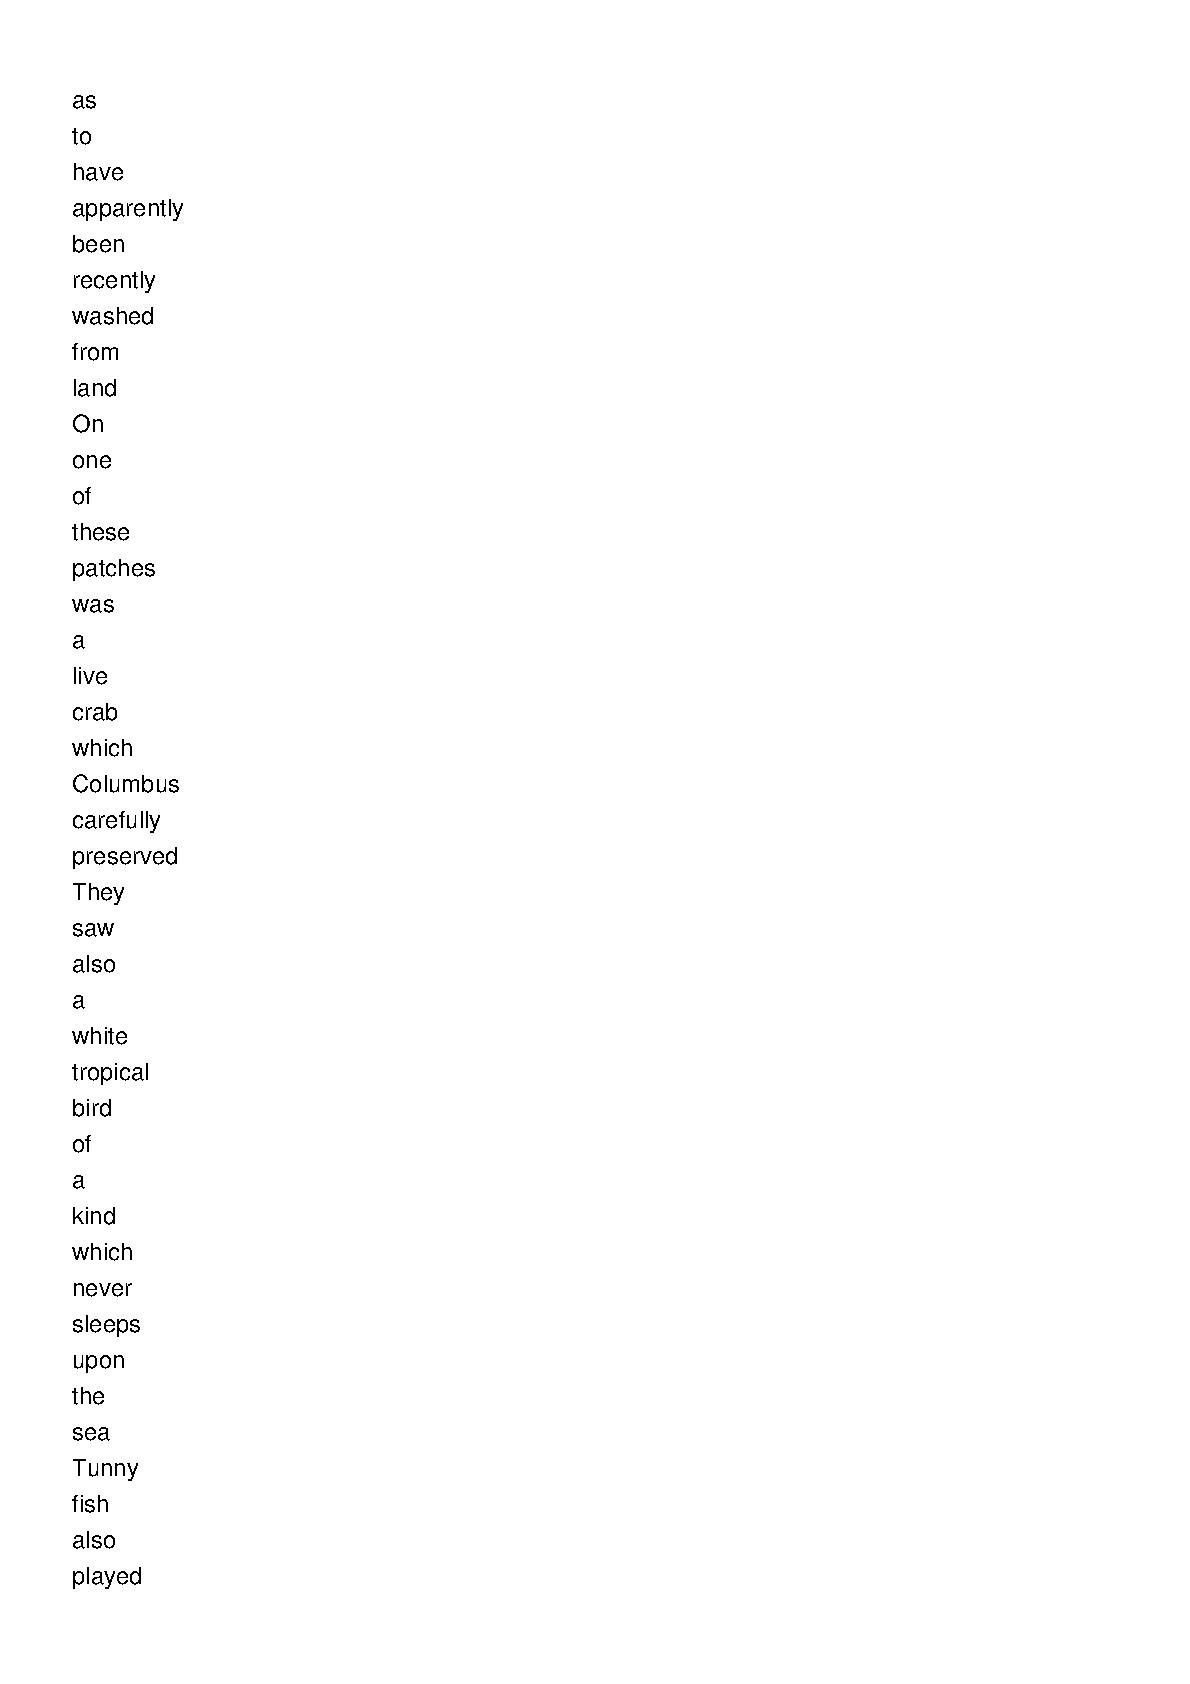 as
to
have
apparently
been
recently
washed
from
land
On
one
of
these
patches
was
a
live
crab
which
Columbus
carefully
preserved
They
saw
also
a
white
tropical
bird
of
a
kind
which
never
sleeps
upon
the
sea
Tunny
fish
also
played